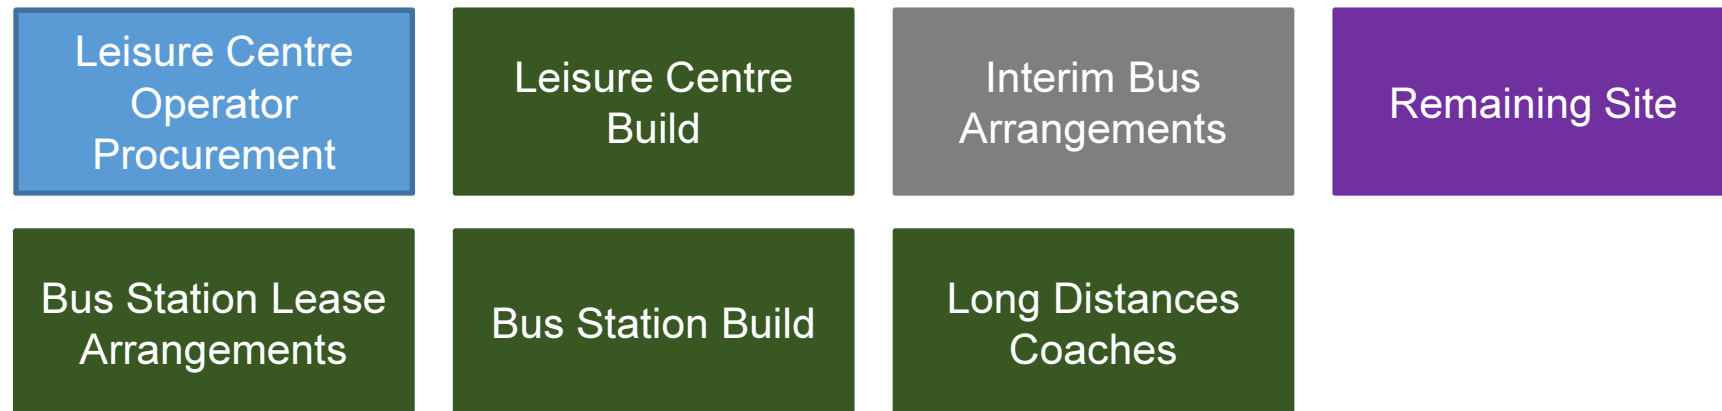 Leisure Centre
Operator
Procurement
Leisure Centre
Build
Interim Bus
Arrangements
Remaining Site
Bus Station Lease
Arrangements
Bus Station Build
Long Distances
Coaches